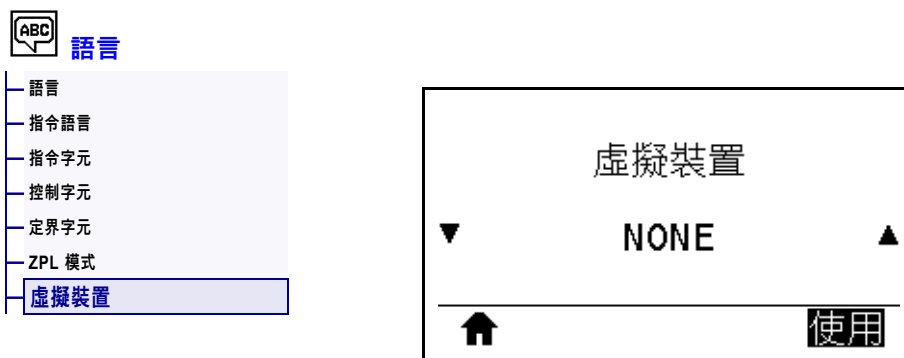 ABC
語言
語言
指令語言
指令字元
控制字元
定界字元
ZPL 模式
虛擬裝置
虛擬裝置
▼ NONE ▲
使用